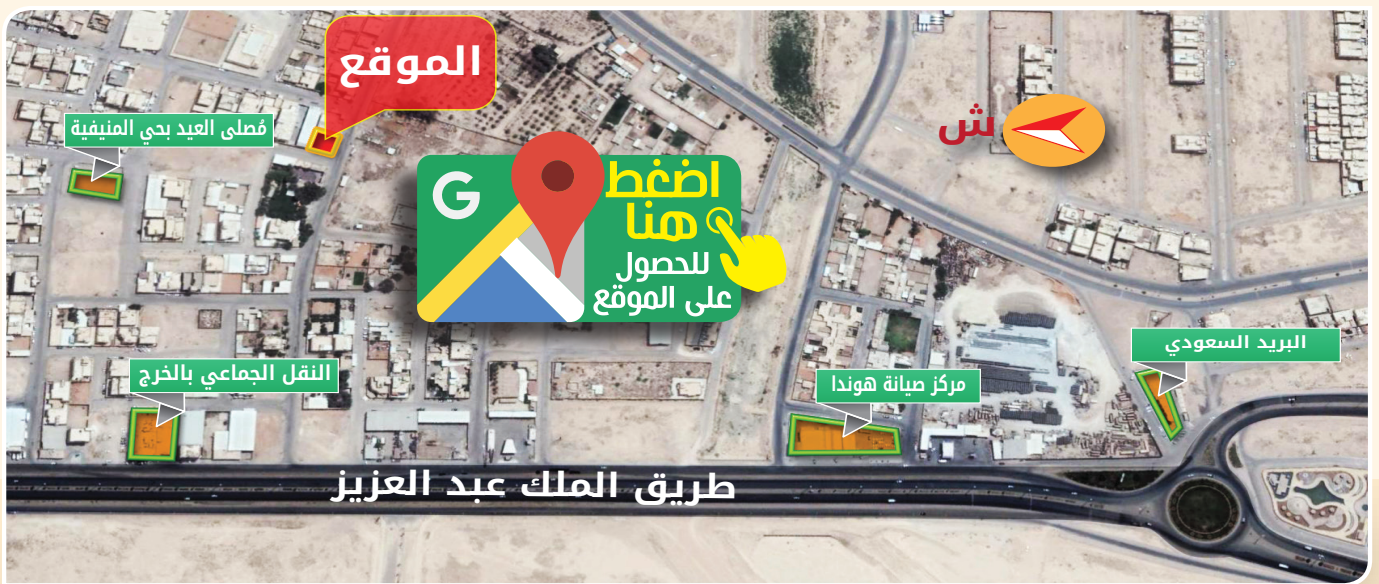 الموقع
مُصلى العيد بحي المنيفية
ش
G
اضغط
هنا
للحصول
على الموقع
البريد السعودي
النقل الجماعي بالخرج
مركز صيانة هوندا
طريق الملك عبد العزيز